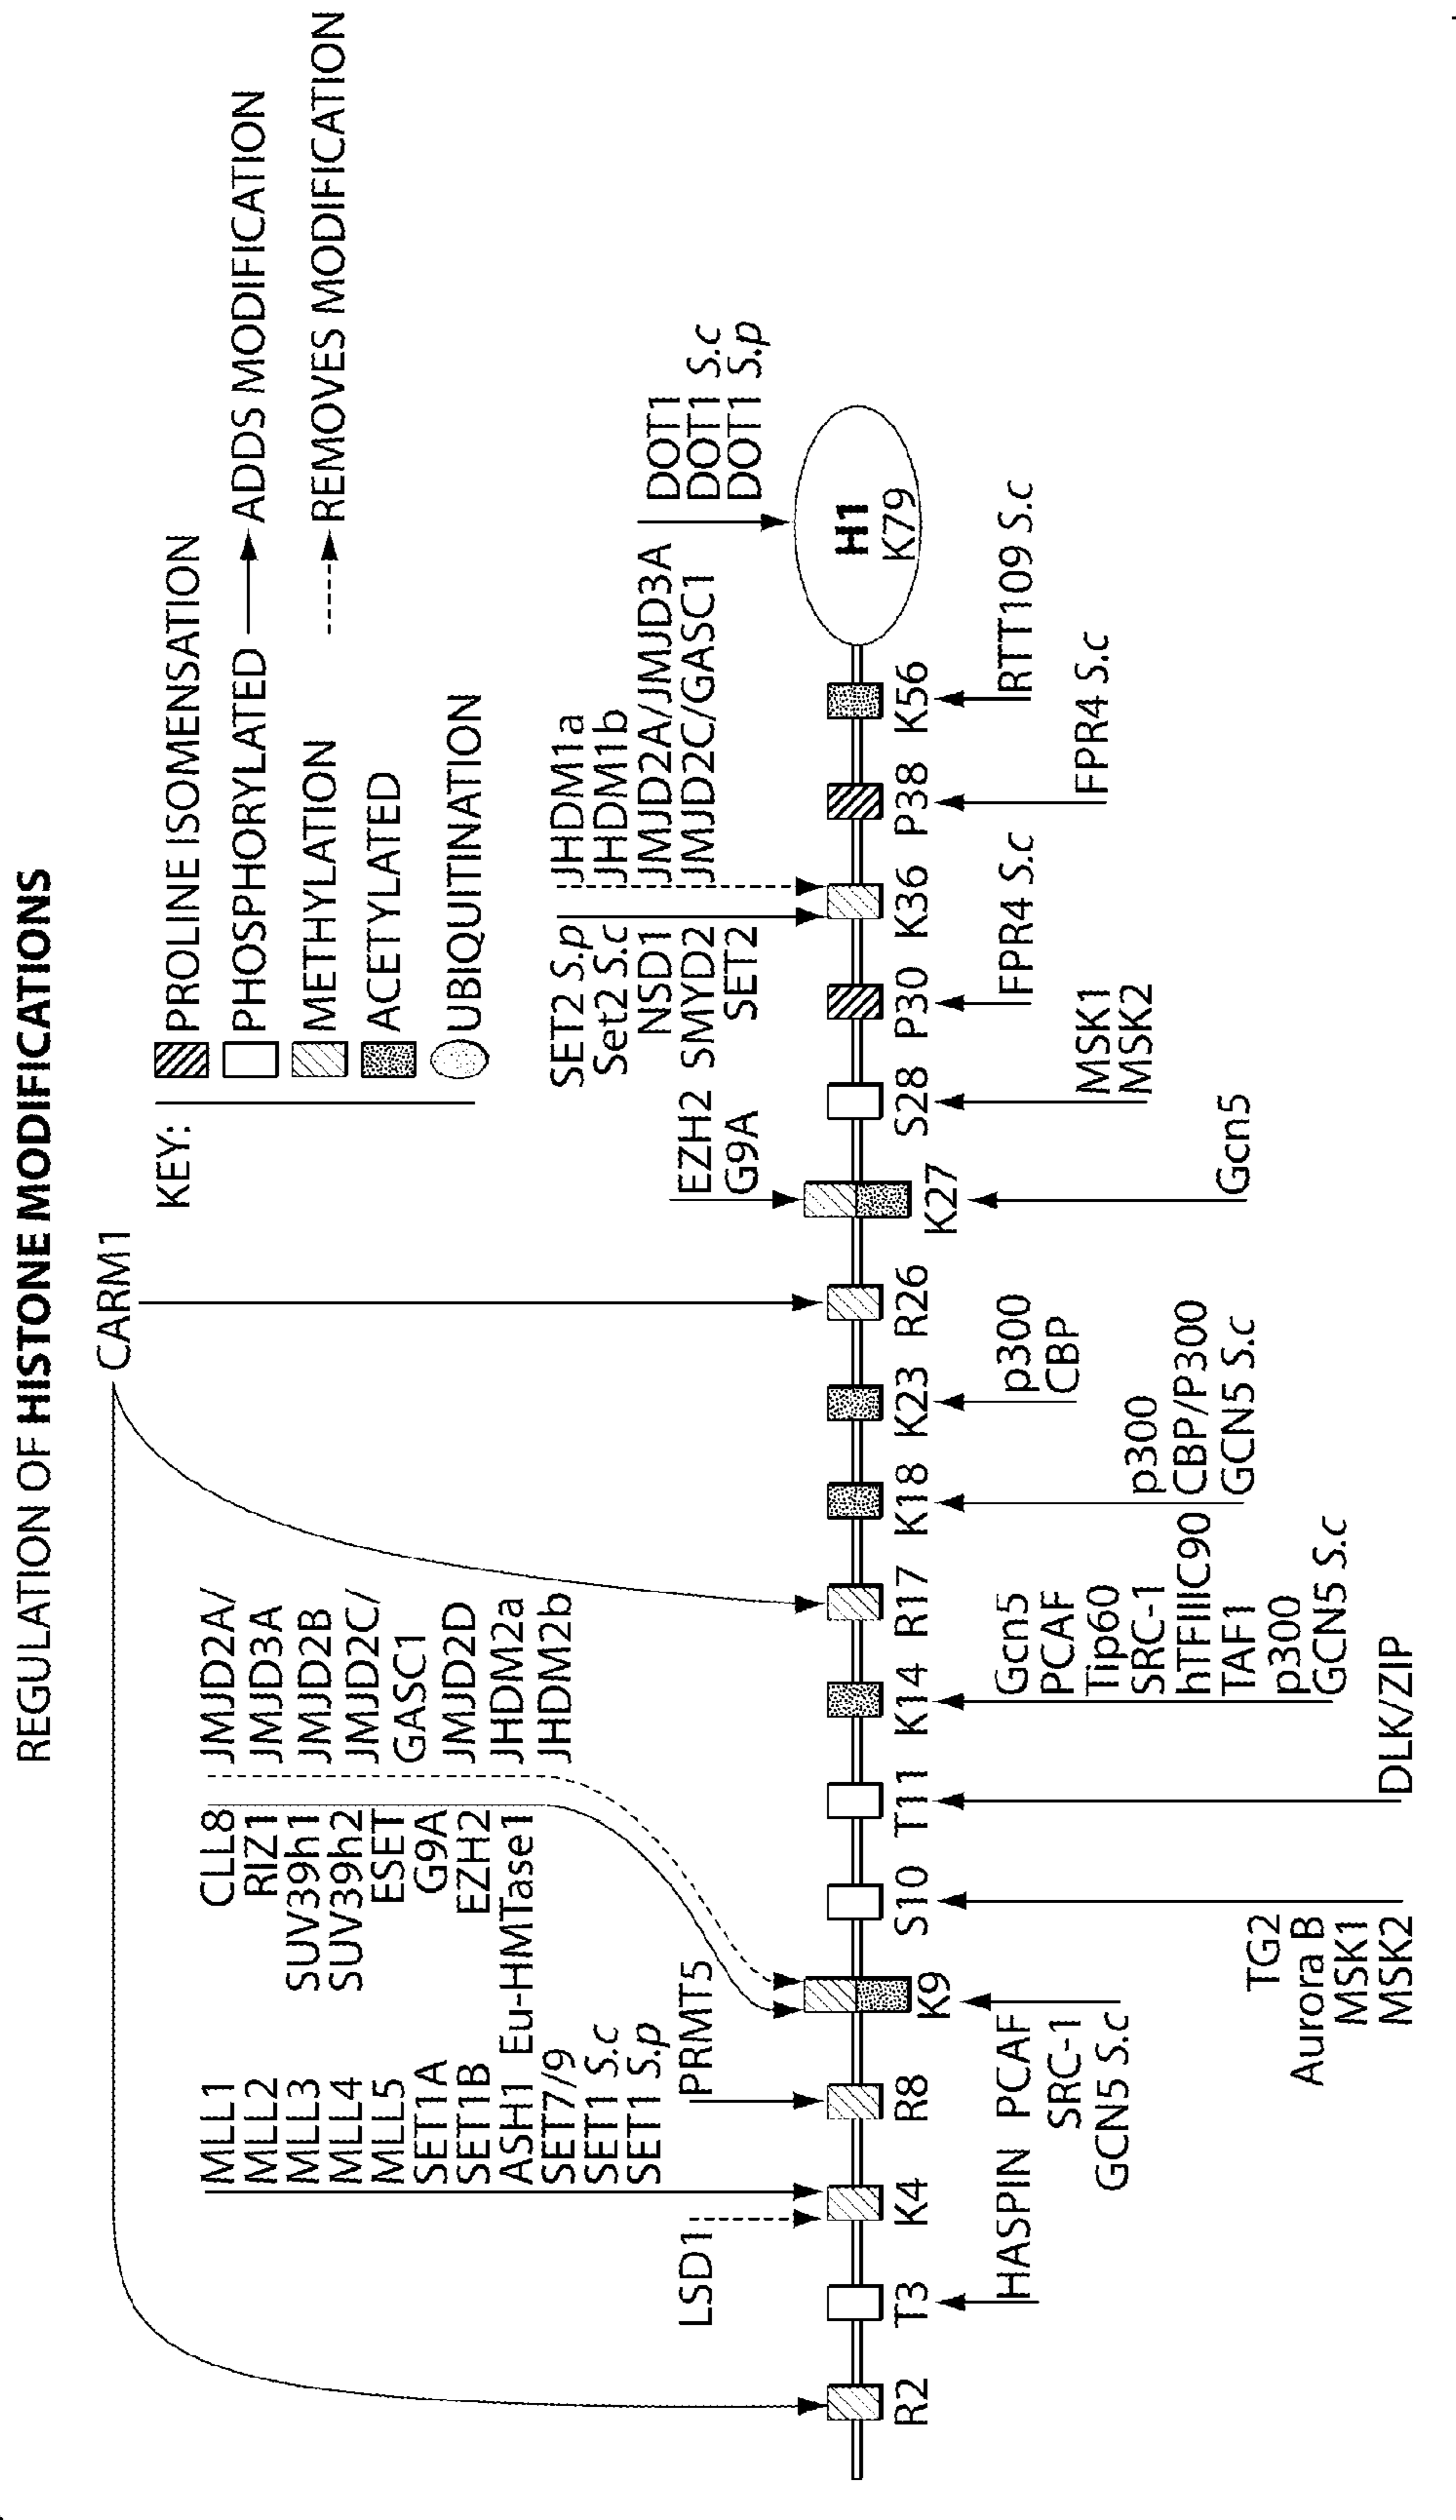 REGULATION OF HISTONE MODIFICATIONS
CARM1
KEY:
PROLINE ISOMENSATION
PHOSPHORYLATED
METHYLATION
ACETYLATED
UBIQUITINATION
ADDS MODIFICATION
REMOVES MODIFICATION
LSD1
MLL1
MLL2
MLL3
MLL4
MLL5
SET1A
SET1B
ASH1
SET7/9
SET1 S.c
SET1 S.p
PRMT5
CLL8
RIZ1
SUV39h1
SUV39h2
ESET
G9A
EZH2
Eu-HMTase1
JMJD2A/
JMJD3A
JMJD2B
JMJD2C/
GASC1
JMJD2D
JHDM2a
JHDM2b
EZH2
G9A
SET2 S.p
Set2 S.c
NSD1
SMYD2
SET2
JHDM1a
JHDM1b
JMJD2A/JMJD3A
JMJD2C/GASC1
DOT1
DOT1 S.c
DOT1 S.p
H1
K79
R2
T3
K4
R8
K9
S10
T11
K14
R17
K18
K23
R26
K27
S28
P30
K36
P38
K56
HASPIN
PCAF
SRC-1
GCN5 S.c
TG2
Aurora B
MSK1
MSK2
DLK/ZIP
Gcn5
PCAF
Tip60
SRC-1
hTFIIIC90
TAF1
p300
GCN5 S.c
p300
CBP/P300
GCN5 S.c
p300
CBP
Gcn5
MSK1
MSK2
FPR4 S.c
FPR4 S.c
RTT109 S.c